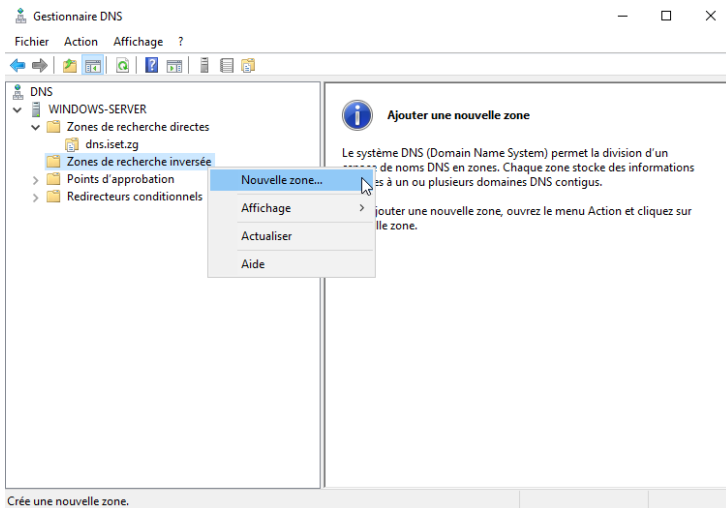 Gestionnaire DNS
Fichier Action Affichage ?
DNS
WINDOWS-SERVER
Zones de recherche directes
dns.iset.zg
Zones de recherche inversée
Points d'approbation
Redirecteurs conditionnels
Nouvelle zone...
Affichage
Actualiser
Aide
Ajouter une nouvelle zone
Le système DNS (Domain Name System) permet la division d'un
de noms DNS en zones. Chaque zone stocke des informations
à un ou plusieurs domaines DNS contigus.
jouter une nouvelle zone, ouvrez le menu Action et cliquez sur
lle zone.
Crée une nouvelle zone.